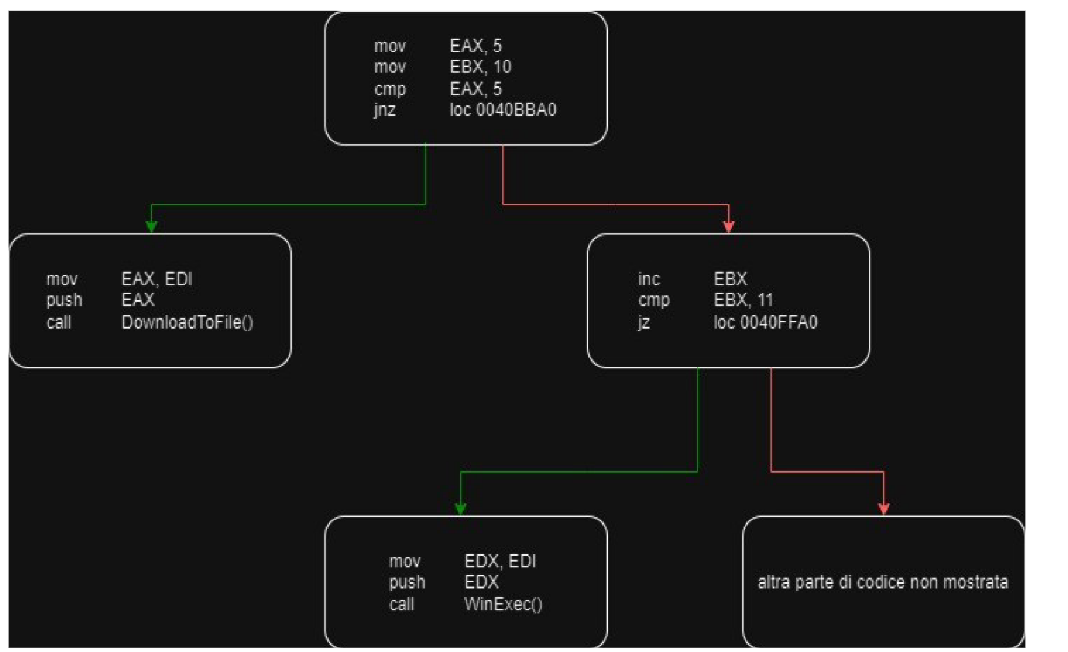 mov EAX, 5
mov EBX, 10
cmp EAX, 5
jnz loc 0040BBA0
mov EAX, EDI
push EAX
call DownloadToFile()
inc EBX
cmp EBX, 11
jz loc 0040FFA0
mov EDX, EDI
push EDX
call WinExec()
altra parte di codice non mostrata